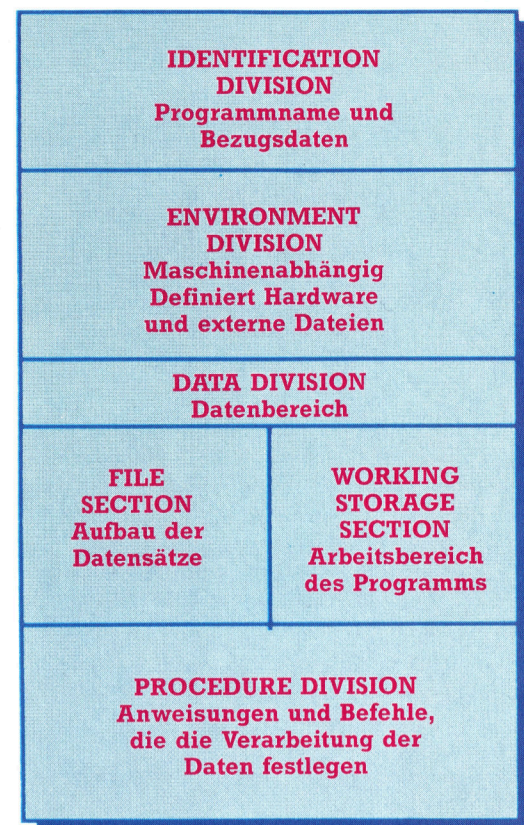 IDENTIFICATION
DIVISION
Programmname und
Bezugsdaten
ENVIRONMENT
DIVISION
Maschinenabhängig
Definiert Hardware
und externe Dateien
DATA DIVISION
Datenbereich
FILE
SECTION
Aufbau der
Datensätze
WORKING
STORAGE
SECTION
Arbeitsbereich
des Programms
PROCEDURE DIVISION
Anweisungen und Befehle,
die die Verarbeitung der
Daten festlegen